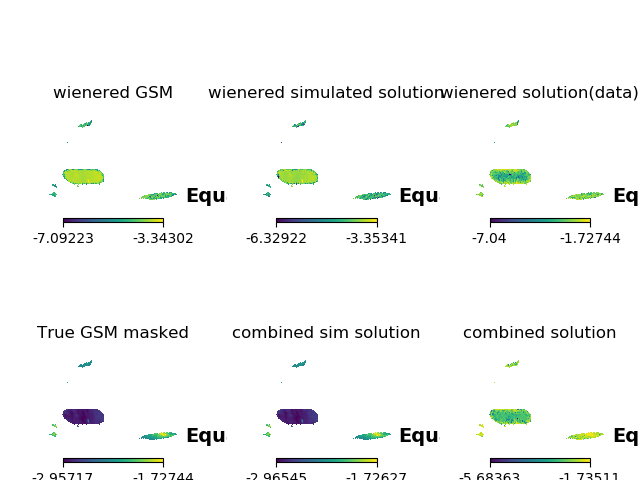 wienered GSM
wienered simulated solution
wienered solution(data)
Equ
Equ
Eq
-7.09223 -3.34302
-6.32922 -3.35341
-7.04 -1.72744
True GSM masked
combined sim solution
combined solution
Equ
Equ
Eq
-2.95717 -1.72744
-2.96545 -1.72627
-5.68363 -1.73511